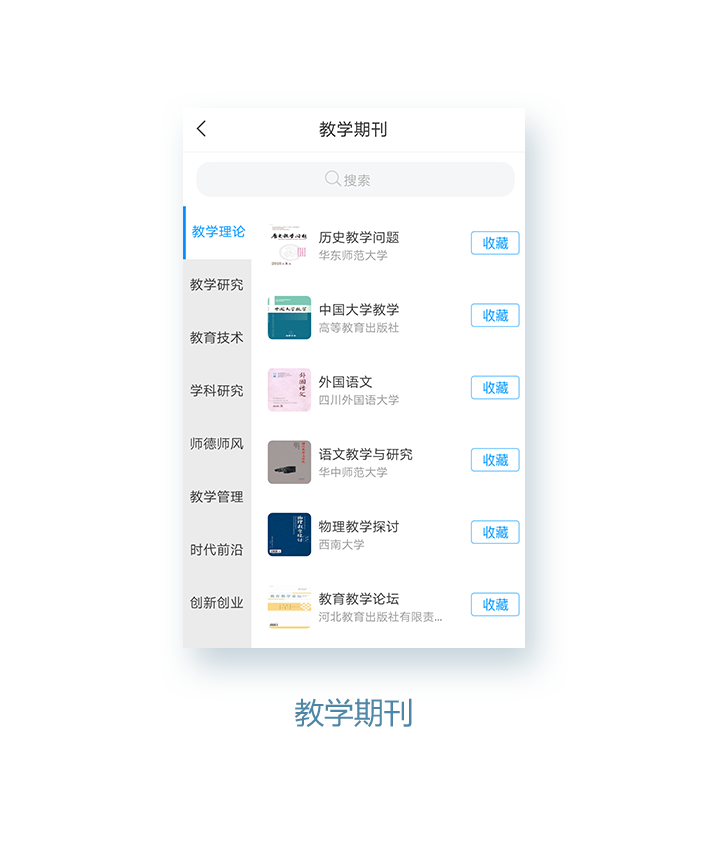 教学期刊
搜索
教学理论
教学研究
教育技术
学科研究
师德师风
教学管理
时代前沿
创新创业
历史教学问题
华东师范大学
收藏
中国大学教学
高等教育出版社
收藏
外国语文
四川外国语大学
收藏
语文教学与研究
华中师范大学
收藏
物理教学探讨
西南大学
收藏
教育教学论坛
河北教育出版社有限责...
收藏
教学期刊